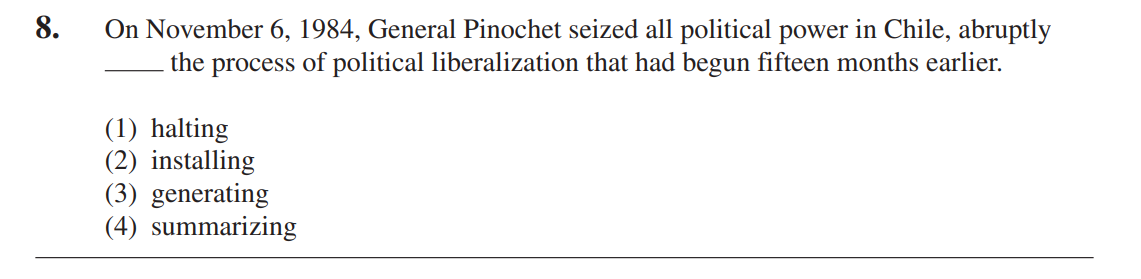 8. On November 6, 1984, General Pinochet seized all political power in Chile, abruptly
____ the process of political liberalization that had begun fifteen months earlier.
(1) halting
(2) installing
(3) generating
(4) summarizing